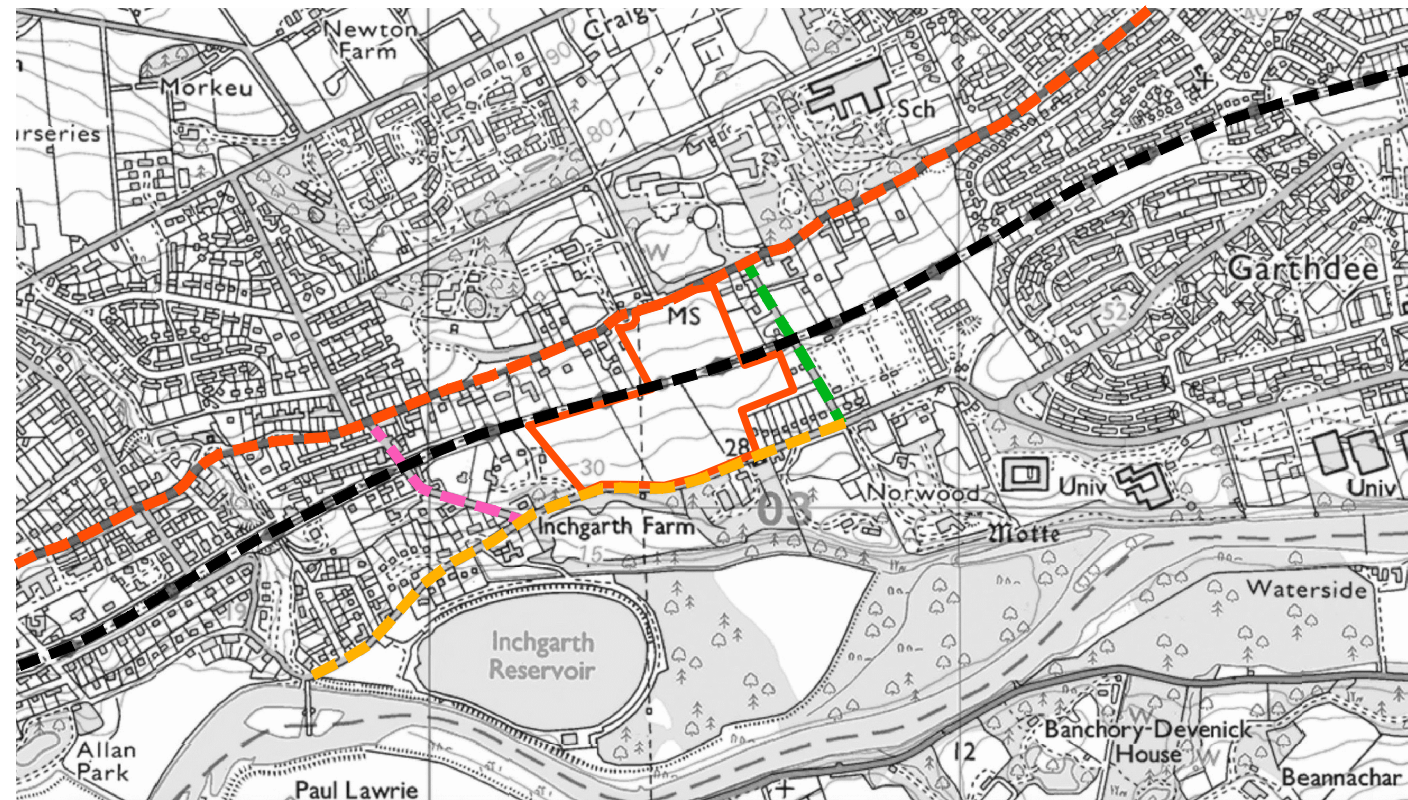 Newton
Farm
Craig
90
Morkeu
Sch
urseries
80
W
Garthdee
MS
52
28
30
Norwood
Univ
Univ
03
Inchgarth Farm
Motte
15
Waterside
19
Inchgarth
Reservoir
Allan
Park
12
W
Banchory-Devenick
House
W
Beannachar
Paul Lawrie